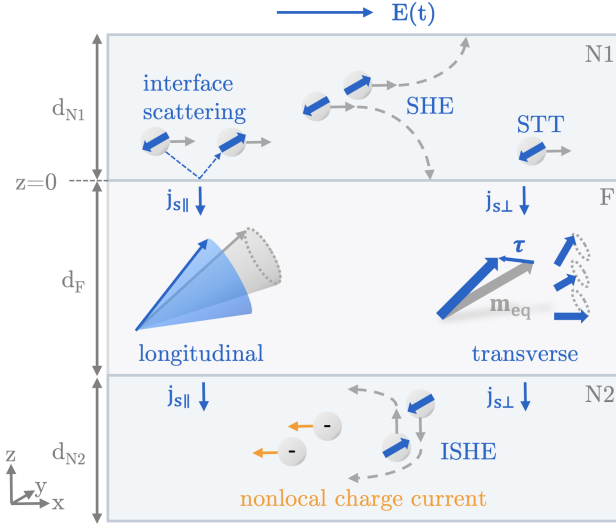 E(t)
N1
interface
scattering
SHE
STT
d_N1
z=0
j_s∥
j_s⊥
F
τ
m_eq
d_F
longitudinal
transverse
j_s∥
j_s⊥
N2
-
-
ISHE
d_N2
nonlocal charge current
z
y
x